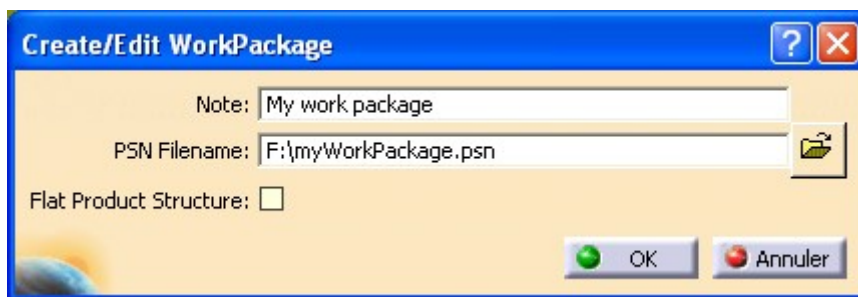 Create/Edit WorkPackage ?
Note: My work package
PSN Filename: F:\myWorkPackage.psn
Flat Product Structure:
OK Annuler